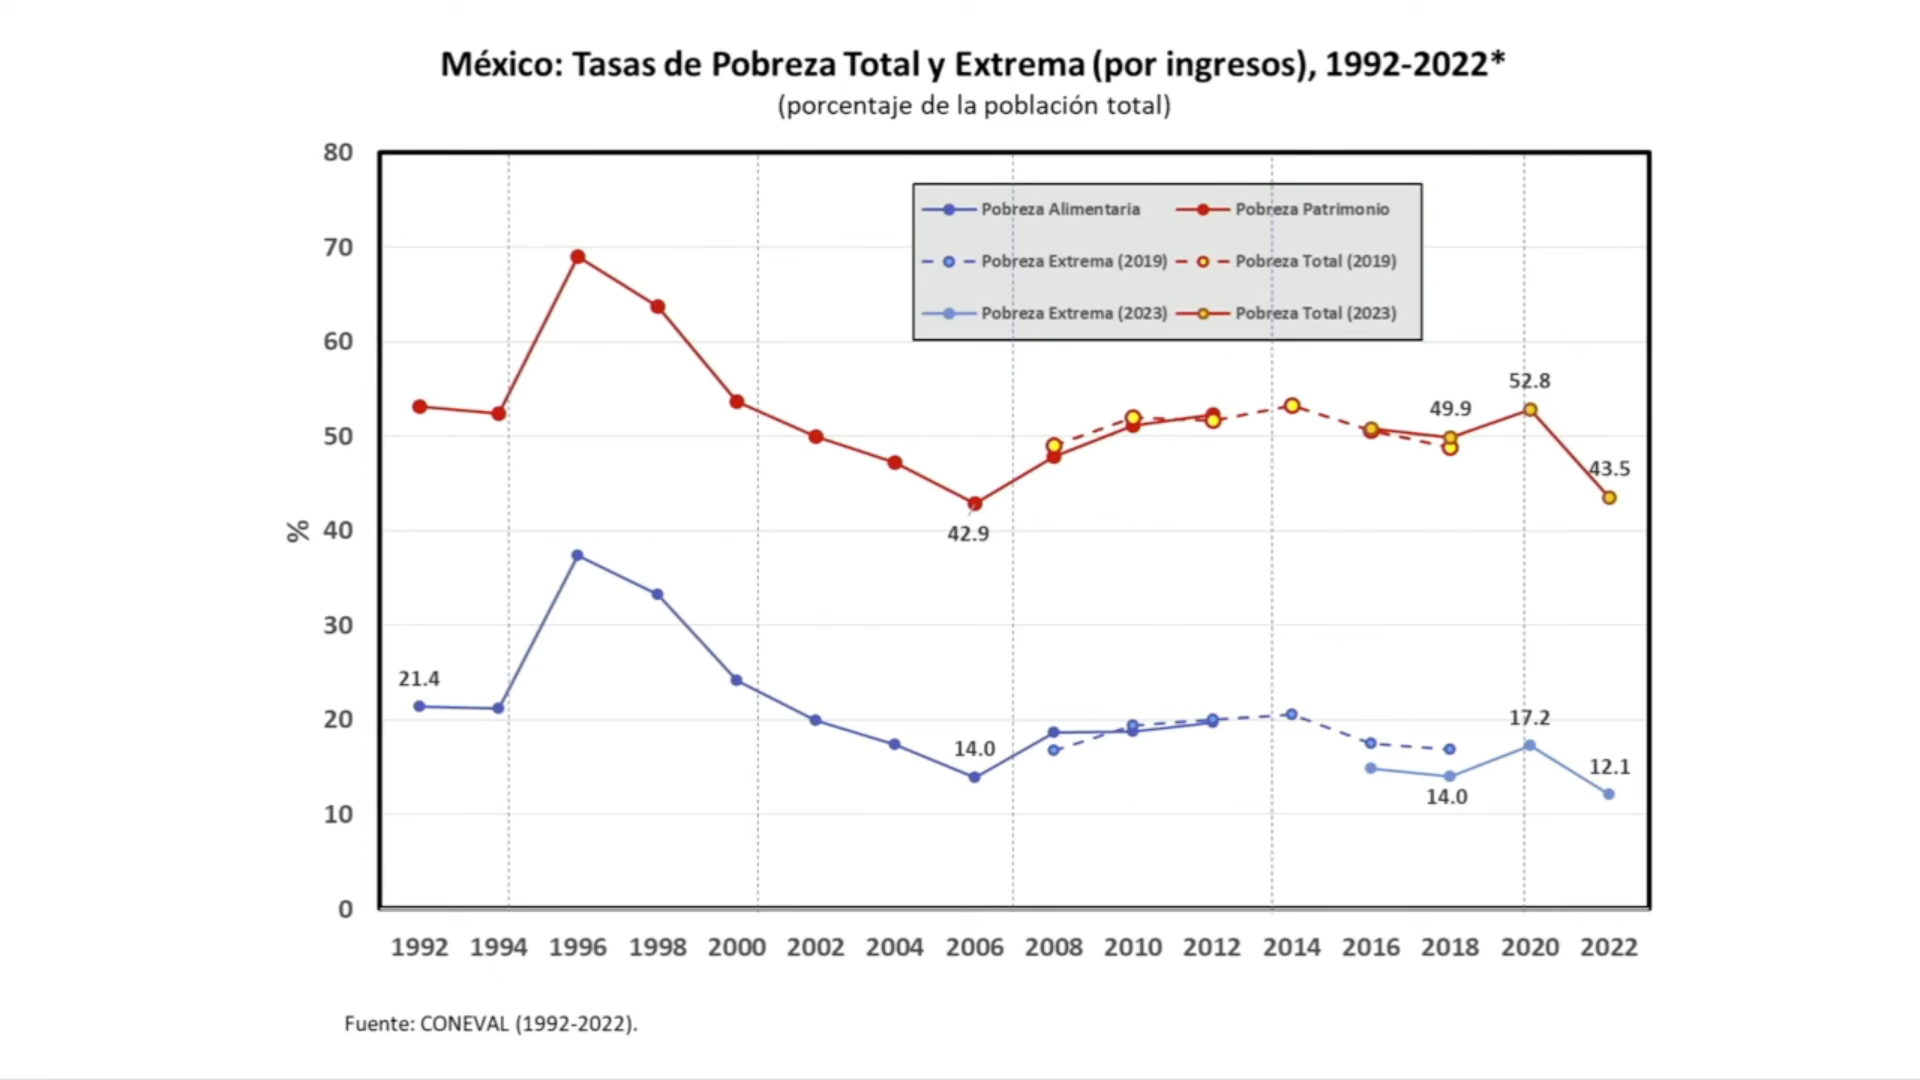 México: Tasas de Pobreza Total y Extrema (por ingresos), 1992-2022*
(porcentaje de la población total)
80
70
60
50
40
30
20
10
0
%
Pobreza Alimentaria
Pobreza Patrimonio
Pobreza Extrema (2019)
Pobreza Total (2019)
Pobreza Extrema (2023)
Pobreza Total (2023)
52.8
49.9
43.5
42.9
21.4
14.0
17.2
12.1
14.0
1992 1994 1996 1998 2000 2002 2004 2006 2008 2010 2012 2014 2016 2018 2020 2022
Fuente: CONEVAL (1992-2022).